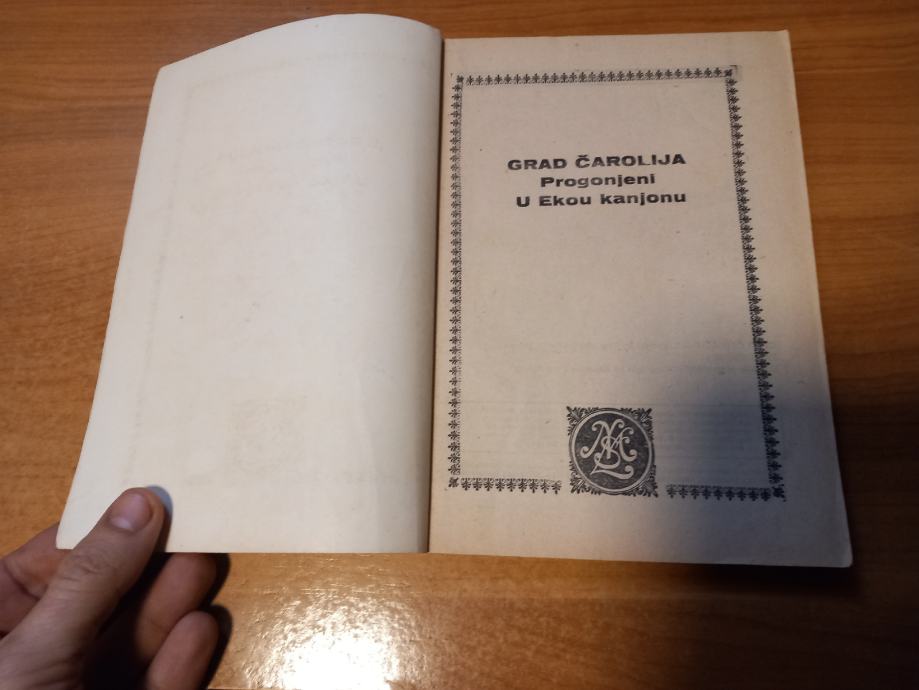 GRAD ČAROLIJA
Progonjeni
U Ekou kanjonu